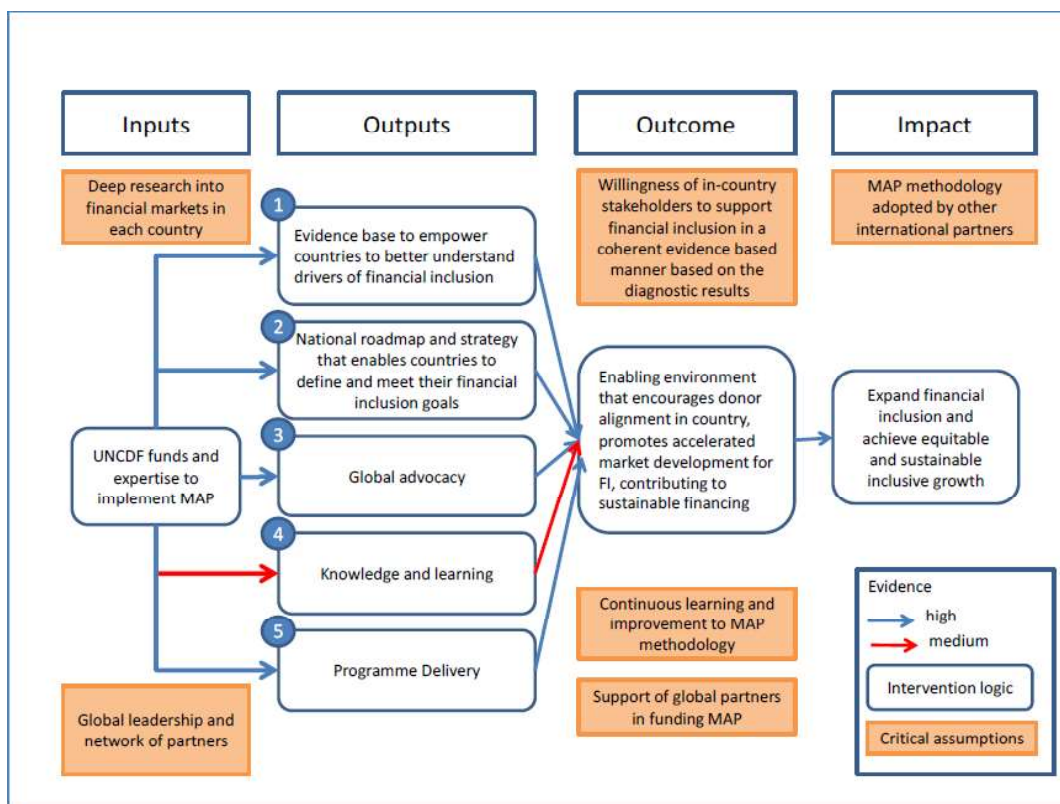 Inputs
Outputs
Outcome
Impact
Deep research into
financial markets in
each country
UNCDF funds and
expertise to
implement MAP
Global leadership and
network of partners
1
Evidence base to empower
countries to better understand
drivers of financial inclusion
2
National roadmap and strategy
that enables countries to
define and meet their financial
inclusion goals
3
Global advocacy
4
Knowledge and learning
5
Programme Delivery
Willingness of in-country
stakeholders to support
financial inclusion in a
coherent evidence based
manner based on the
diagnostic results
Enabling environment
that encourages donor
alignment in country,
promotes accelerated
market development for
FI, contributing to
sustainable financing
Continuous learning and
improvement to MAP
methodology
Support of global partners
in funding MAP
MAP methodology
adopted by other
international partners
Expand financial
inclusion and
achieve equitable
and sustainable
inclusive growth
Evidence
high
medium
Intervention logic
Critical assumptions